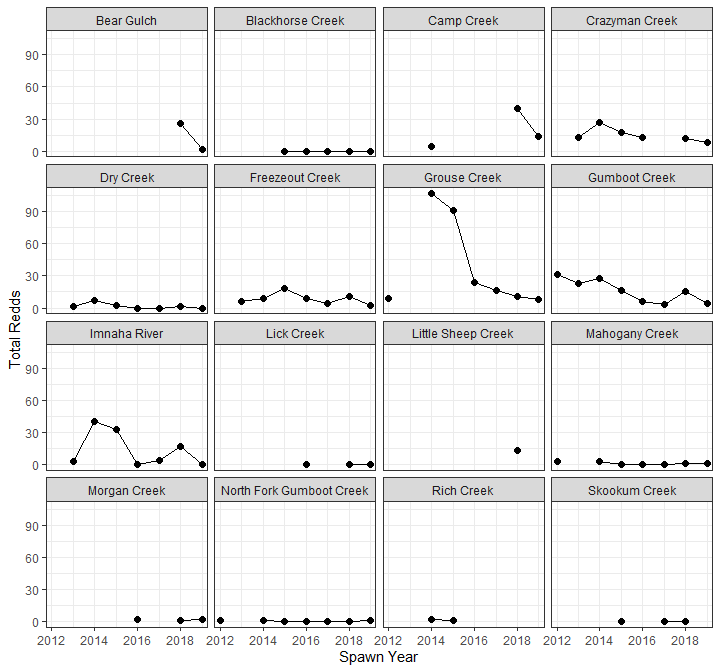 Bear Gulch Blackhorse Creek Camp Creek Crazyman Creek
90
60
30
0
Dry Creek Freezeout Creek Grouse Creek Gumboot Creek
90
60
30
0
Total Redds
Imnaha River Lick Creek Little Sheep Creek Mahogany Creek
90
60
30
0
Morgan Creek North Fork Gumboot Creek Rich Creek Skookum Creek
90
60
30
0
2012 2014 2016 2018 2012 2014 2016 2018 2012 2014 2016 2018 2012 2014 2016 2018
Spawn Year